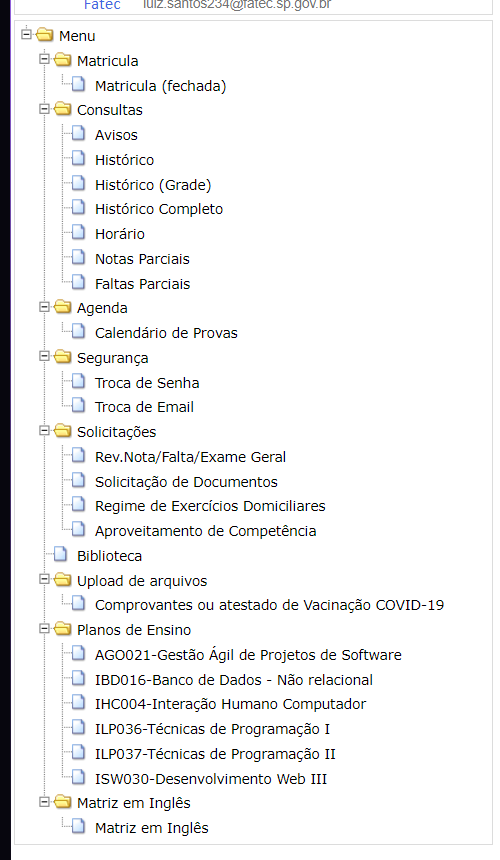 Fatec luiz.santos234@fatec.sp.gov.br
Menu
Matricula
Matricula (fechada)
Consultas
Avisos
Histórico
Histórico (Grade)
Histórico Completo
Horário
Notas Parciais
Faltas Parciais
Agenda
Calendário de Provas
Segurança
Troca de Senha
Troca de Email
Solicitações
Rev.Nota/Falta/Exame Geral
Solicitação de Documentos
Regime de Exercícios Domiciliares
Aproveitamento de Competência
Biblioteca
Upload de arquivos
Comprovantes ou atestado de Vacinação COVID-19
Planos de Ensino
AGO021-Gestão Ágil de Projetos de Software
IBD016-Banco de Dados - Não relacional
IHC004-Interação Humano Computador
ILP036-Técnicas de Programação I
ILP037-Técnicas de Programação II
ISW030-Desenvolvimento Web III
Matriz em Inglês
Matriz em Inglês